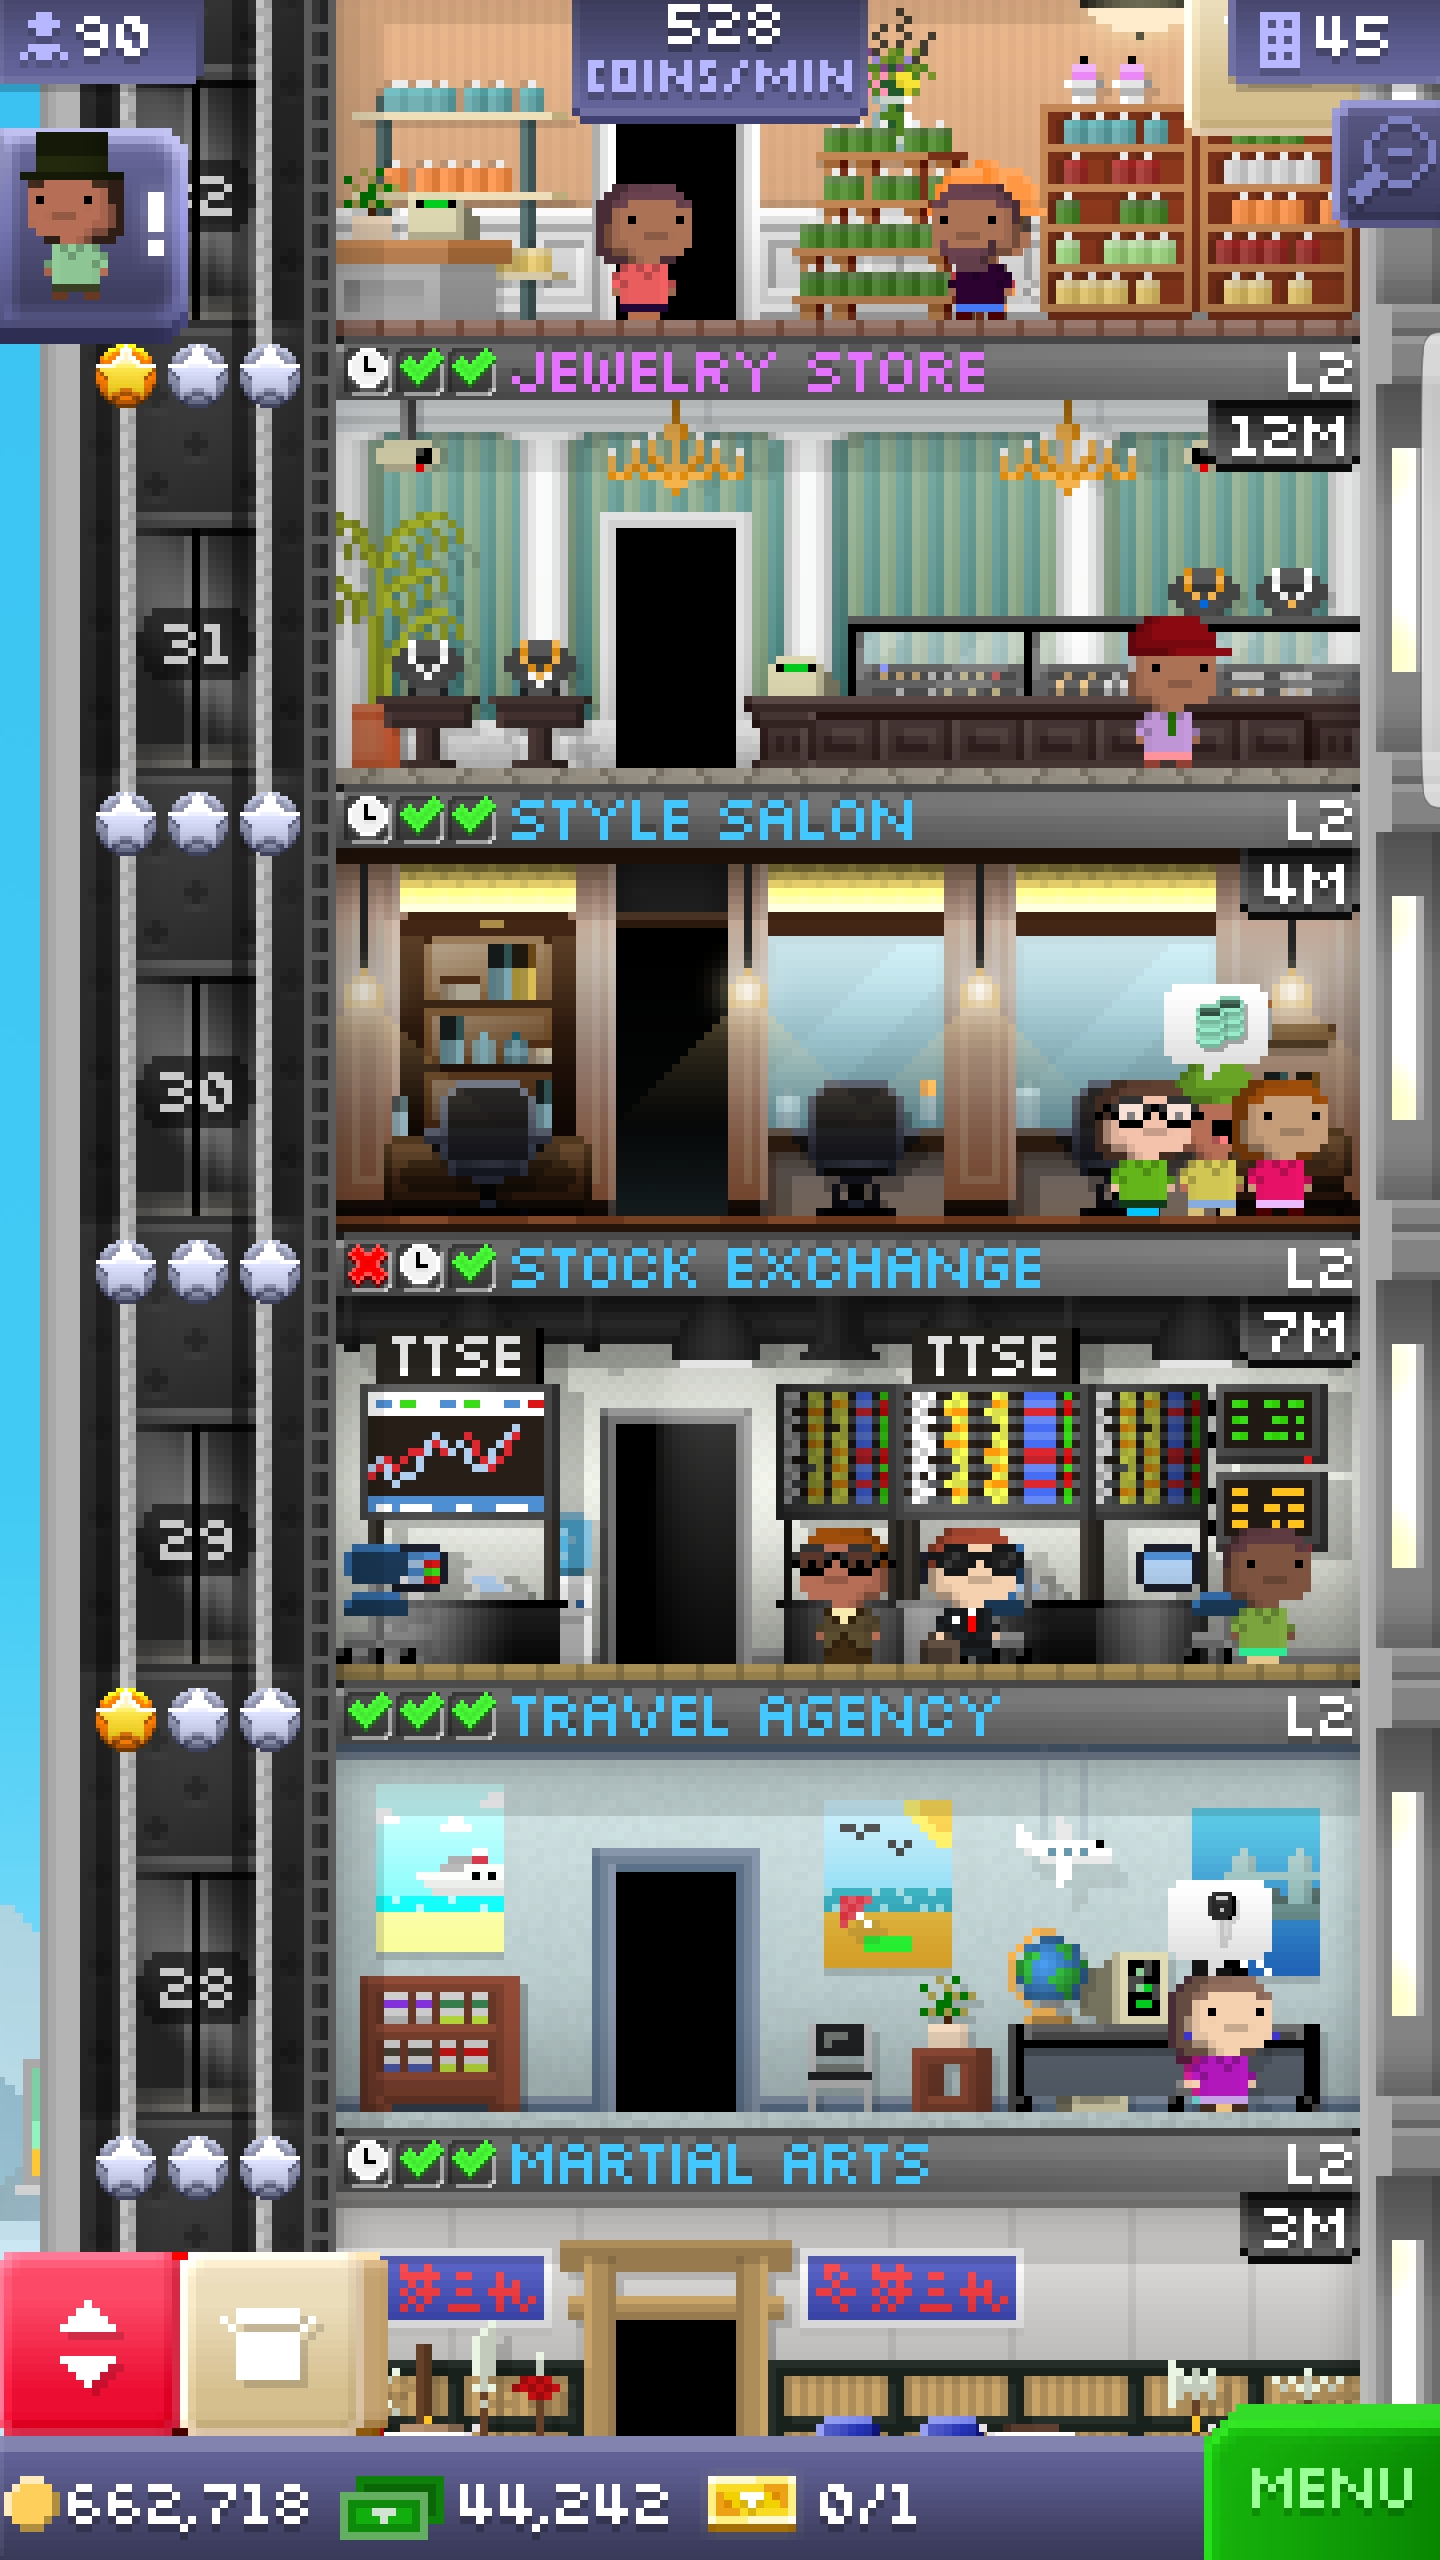 90
528
COINS/MIN
45
!
JEWELRY STORE
L2
12M
31
STYLE SALON
L2
4M
30
STOCK EXCHANGE
L2
7M
TTSE
TTSE
29
TRAVEL AGENCY
L2
28
MARTIAL ARTS
L2
3M
662,718
44,242
0/1
MENU